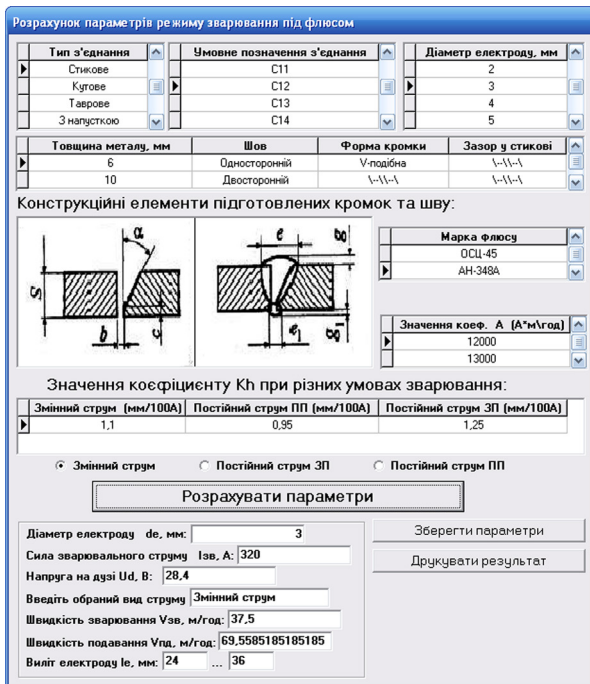 Розрахунок параметрів режиму зварювання під флюсом
Тип з'єднання Умовне позначення з'єднання Діаметр електроду, мм
Стикове С11 2
Кутове С12 3
Таврове С13 4
З напусткою С14 5
Товщина металу, мм Шов Форма кромки Зазор у стикові
6 Односторонній V-подібна \--\\--\
10 Двосторонній \--\\--\ \--\\--\
Конструкційні елементи підготовлених кромок та шву:
α e g
S b c e1 g1
Марка флюсу
ОСЦ-45
АН-348А
Значення коеф. А (А*м\год)
12000
13000
Значення коєфіцієнту Kh при різних умовах зварювання:
Змінний струм (мм/100А) Постійний струм ПП (мм/100А) Постійний струм ЗП (мм/100А)
1,1 0,95 1,25
Змінний струм Постійний струм ЗП Постійний струм ПП
Розрахувати параметри
Діаметр електроду de, мм: 3
Сила зварювального струму Ізв, А: 320
Напруга на дузі Ud, В: 28,4
Введіть обраний вид струму Змінний струм
Швидкість зварювання Vзв, м/год: 37,5
Швидкість подавання Vпд, м/год: 69,5585185185185
Виліт електроду le, мм: 24 ... 36
Зберегти параметри
Друкувати результат